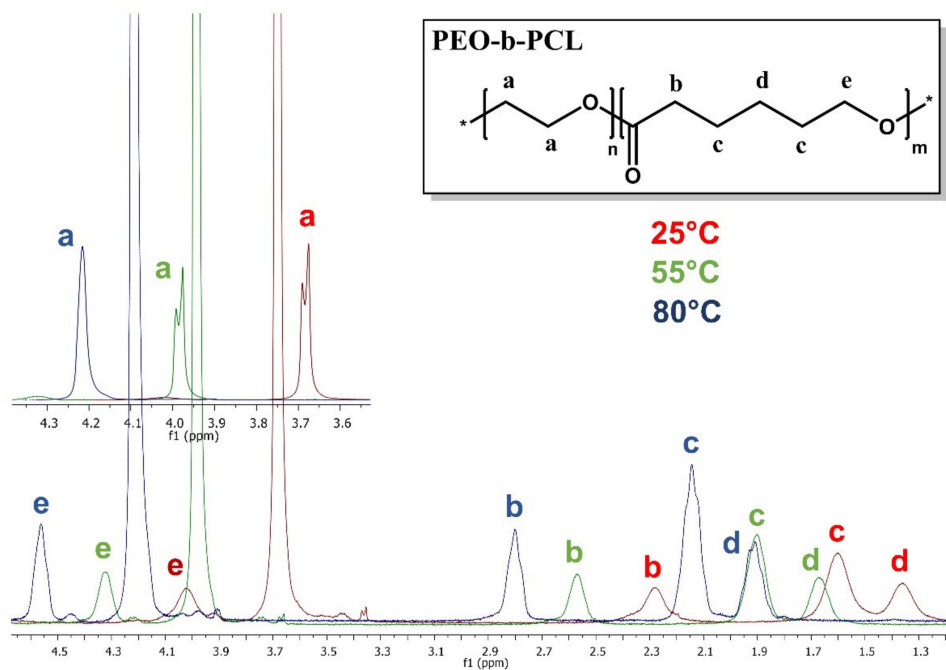 PEO-b-PCL
a
b
d
e
*
O
O
*
n
m
a
c
c
O
25°C
55°C
80°C
a
a
a
4.3 4.2 4.1 4.0 3.9 3.8 3.7 3.6
f1 (ppm)
e
e
e
b
b
b
c
d
c
d
c
d
4.5 4.3 4.1 3.9 3.7 3.5 3.3 3.1 2.9 2.7 2.5 2.3 2.1 1.9 1.7 1.5 1.3
f1 (ppm)